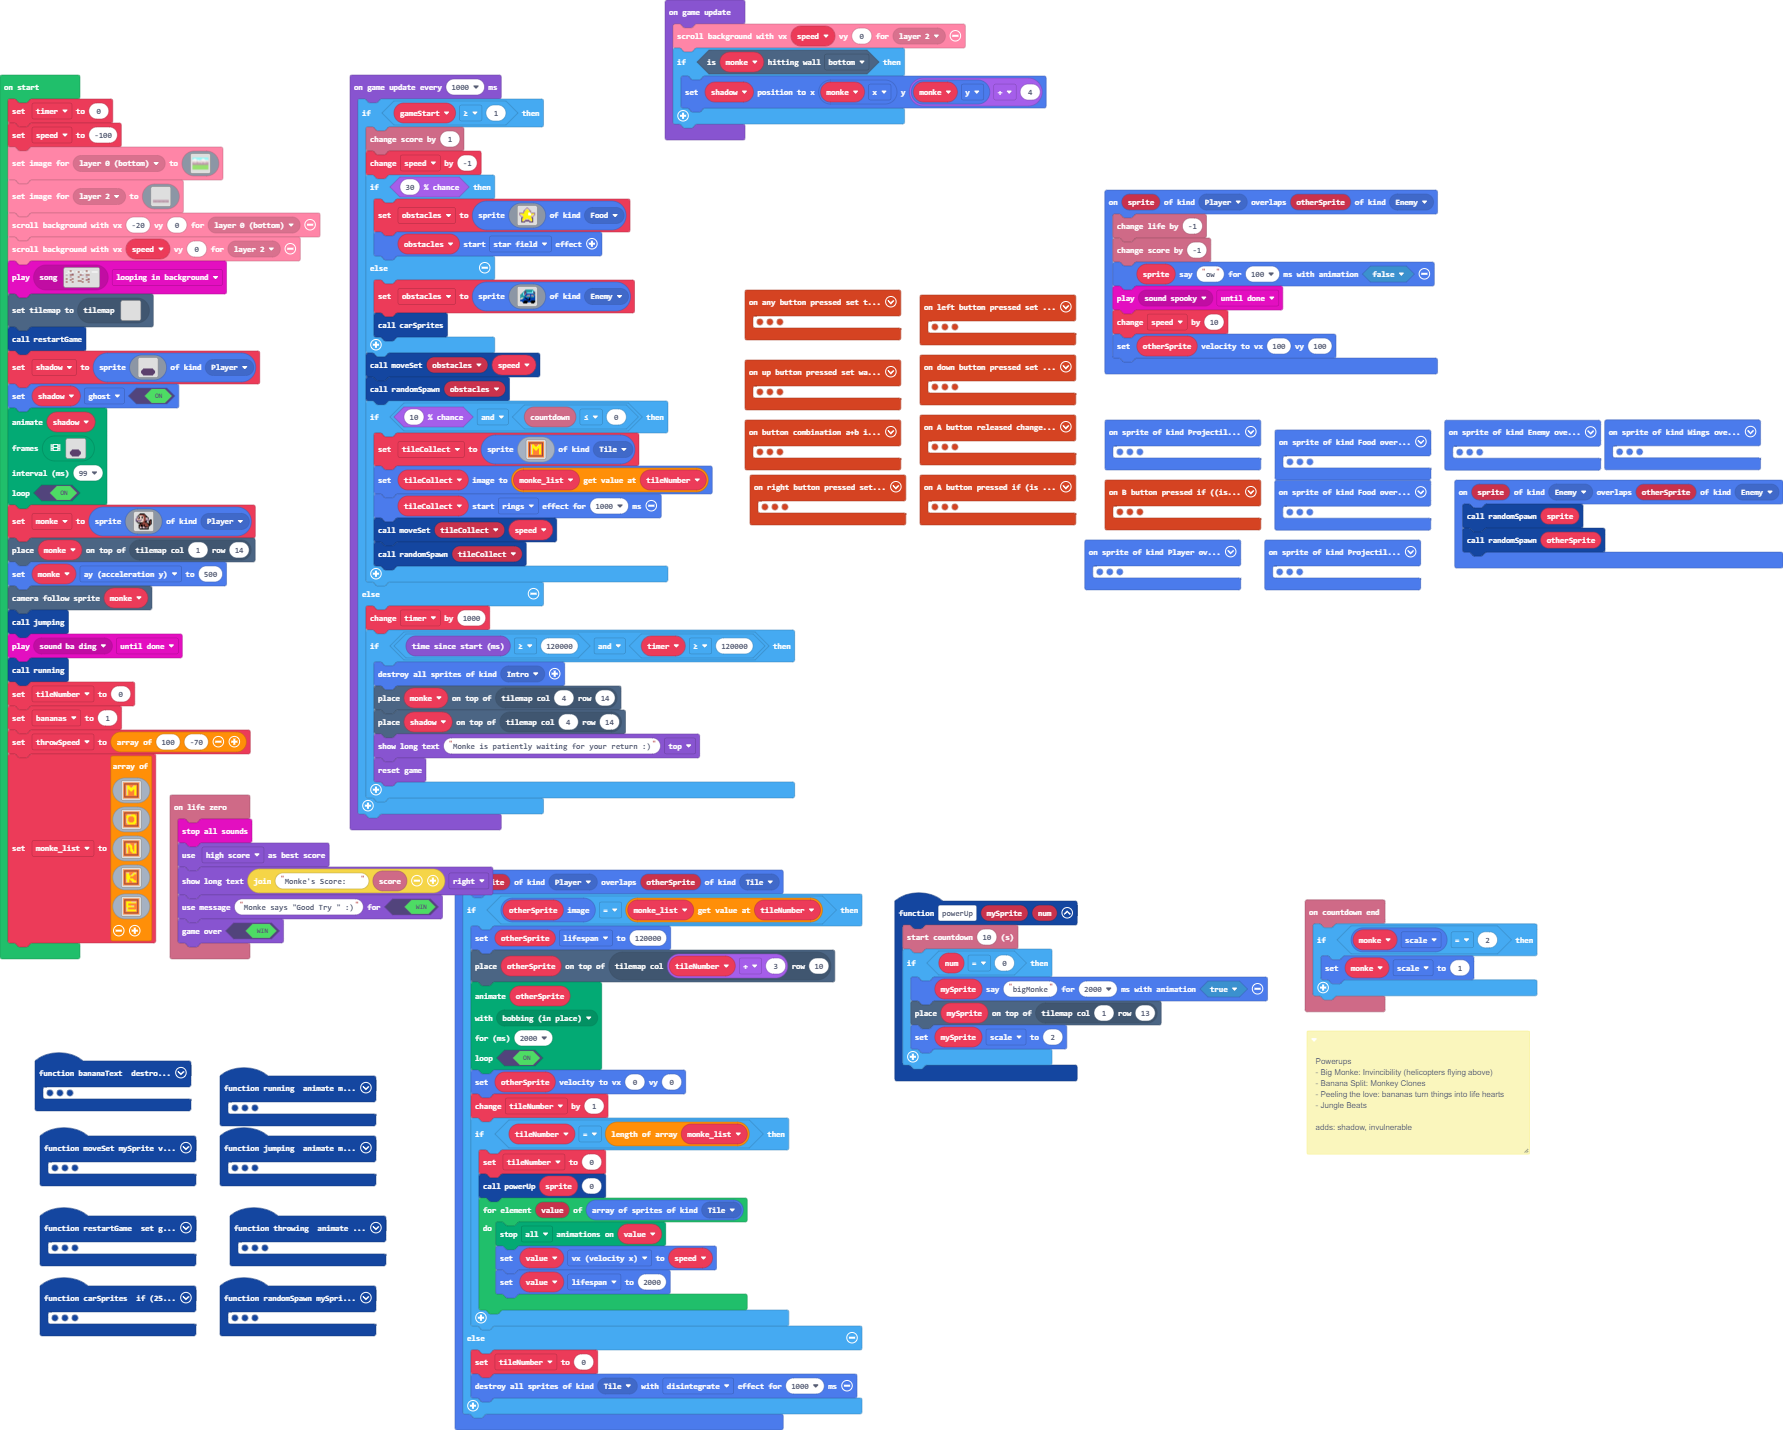 on start
set timer to 0
set speed to -100
set image for layer 0 (bottom) to
set image for layer 2 to
scroll background with vx -20 vy 0 for layer 0 (bottom)
scroll background with vx speed vy 0 for layer 2
play song looping in background
set tilemap to tilemap
call restartGame
set shadow to sprite of kind Player
set shadow ghost ON
animate shadow
frames
interval (ms) 99
loop ON
set monke to sprite of kind Player
place monke on top of tilemap col 1 row 14
set monke ay (acceleration y) to 500
camera follow sprite monke
call jumping
play sound ba ding until done
call running
set tileNumber to 0
set bananas to 1
set throwSpeed to array of 100 -70
set monke_list to array of
M
O
N
K
E
on life zero
stop all sounds
use high score as best score
show long text join "Monke's Score: " score right
use message "Monke says "Good Try " :)" for WIN
game over WIN
on game update every 1000 ms
if gameStart ≥ 1 then
change score by 1
change speed by -1
if 30 % chance then
set obstacles to sprite of kind Food
obstacles start star field effect
else
set obstacles to sprite of kind Enemy
call carSprites
call moveSet obstacles speed
call randomSpawn obstacles
if 10 % chance and countdown ≤ 0 then
set tileCollect to sprite M of kind Tile
set tileCollect image to monke_list get value at tileNumber
tileCollect start rings effect for 1000 ms
call moveSet tileCollect speed
call randomSpawn tileCollect
else
change timer by 1000
if time since start (ms) ≥ 120000 and timer ≥ 120000 then
destroy all sprites of kind Intro
place monke on top of tilemap col 4 row 14
place shadow on top of tilemap col 4 row 14
show long text "Monke is patiently waiting for your return :)" top
reset game
on game update
scroll background with vx speed vy 0 for layer 2
if is monke hitting wall bottom then
set shadow position to x monke x y monke y + 4
on any button pressed set t...
on left button pressed set ...
on up button pressed set wa...
on down button pressed set ...
on button combination a+b i...
on A button released change...
on right button pressed set...
on A button pressed if (is ...
on sprite of kind Player overlaps otherSprite of kind Enemy
change life by -1
change score by -1
sprite say "ow" for 100 ms with animation false
play sound spooky until done
change speed by 10
set otherSprite velocity to vx 100 vy 100
on sprite of kind Projectil...
on sprite of kind Food over...
on sprite of kind Enemy ove...
on sprite of kind Wings ove...
on B button pressed if ((is...
on sprite of kind Food over...
on sprite of kind Enemy overlaps otherSprite of kind Enemy
call randomSpawn sprite
call randomSpawn otherSprite
on sprite of kind Player ov...
on sprite of kind Projectil...
ite of kind Player overlaps otherSprite of kind Tile
if otherSprite image = monke_list get value at tileNumber then
set otherSprite lifespan to 120000
place otherSprite on top of tilemap col tileNumber + 3 row 10
animate otherSprite
with bobbing (in place)
for (ms) 2000
loop ON
set otherSprite velocity to vx 0 vy 0
change tileNumber by 1
if tileNumber = length of array monke_list then
set tileNumber to 0
call powerUp sprite 0
for element value of array of sprites of kind Tile
do
stop all animations on value
set value vx (velocity x) to speed
set value lifespan to 2000
else
set tileNumber to 0
destroy all sprites of kind Tile with disintegrate effect for 1000 ms
function powerUp mySprite num
start countdown 10 (s)
if num = 0 then
mySprite say "bigMonke" for 2000 ms with animation true
place mySprite on top of tilemap col 1 row 13
set mySprite scale to 2
on countdown end
if monke scale = 2 then
set monke scale to 1
Powerups
- Big Monke: Invincibility (helicopters flying above)
- Banana Split: Monkey Clones
- Peeling the love: bananas turn things into life hearts
- Jungle Beats
adds: shadow, invulnerable
function bananaText destro...
function running animate m...
function moveSet mySprite v...
function jumping animate m...
function restartGame set g...
function throwing animate ...
function carSprites if (25...
function randomSpawn mySpri...